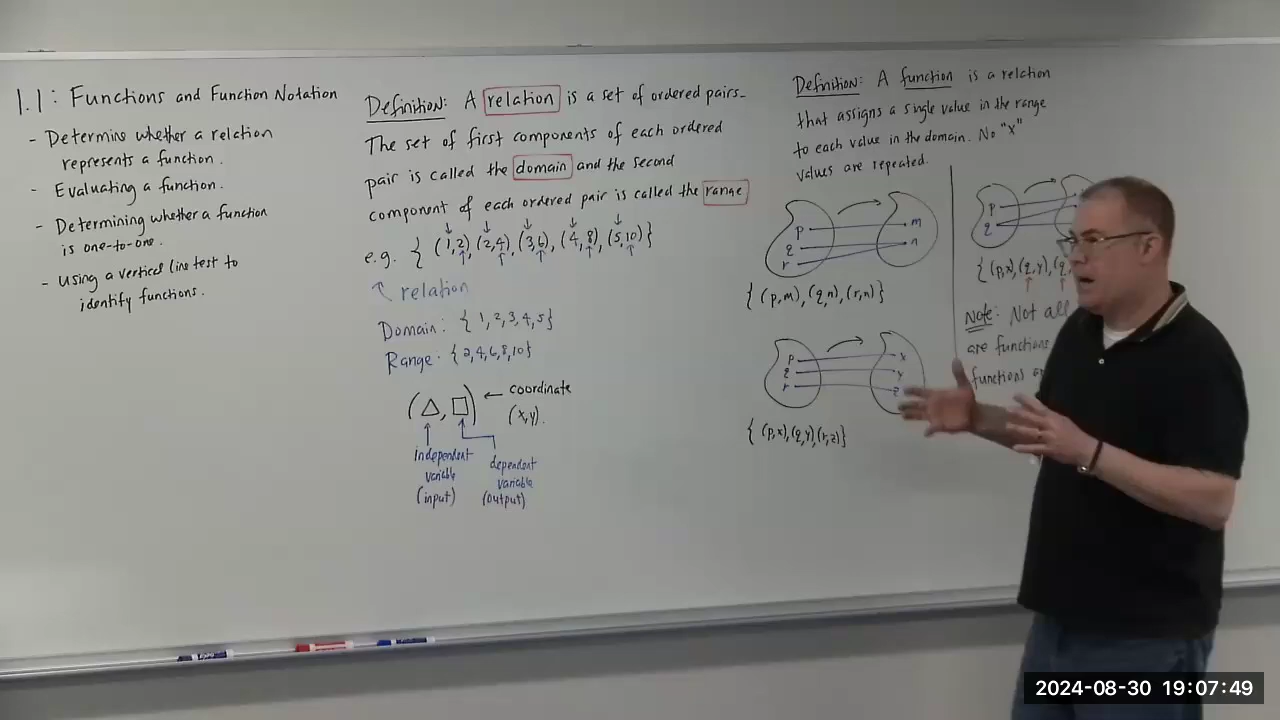 1.1: Functions and Function Notation
- Determine whether a relation
represents a function.
- Evaluating a function.
- Determining whether a function
is one-to-one.
- Using a vertical line test to
identify functions.
Definition: A relation is a set of ordered pairs.
The set of first components of each ordered
pair is called the domain and the second
component of each ordered pair is called the range
e.g. { (1,2), (2,4), (3,6), (4,8), (5,10) }
relation
Domain: { 1, 2, 3, 4, 5 }
Range: { 2, 4, 6, 8, 10 }
(△, □) ← coordinate
(x,y).
independent
variable
(input)
dependent
variable
(output)
Definition: A function is a relation
that assigns a single value in the range
to each value in the domain. No "x"
values are repeated.
p m
q n
r
{ (p,m), (q,n), (r,n) }
p x
q y
r z
{ (p,x), (q,y), (r,z) }
p
q
{ (p,x), (q,y), (q,
Note: Not all
are functions
functions
2024-08-30 19:07:49